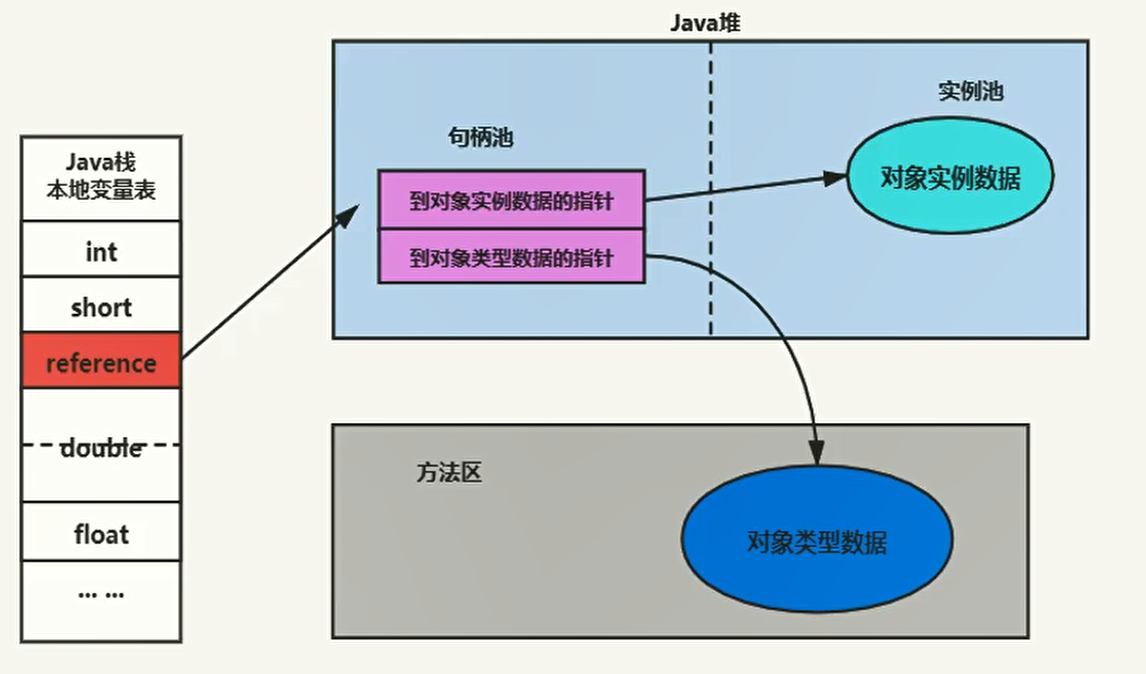 Java堆
实例池
句柄池
Java栈
本地变量表
到对象实例数据的指针
对象实例数据
int
到对象类型数据的指针
short
reference
double
方法区
float
对象类型数据
... ...